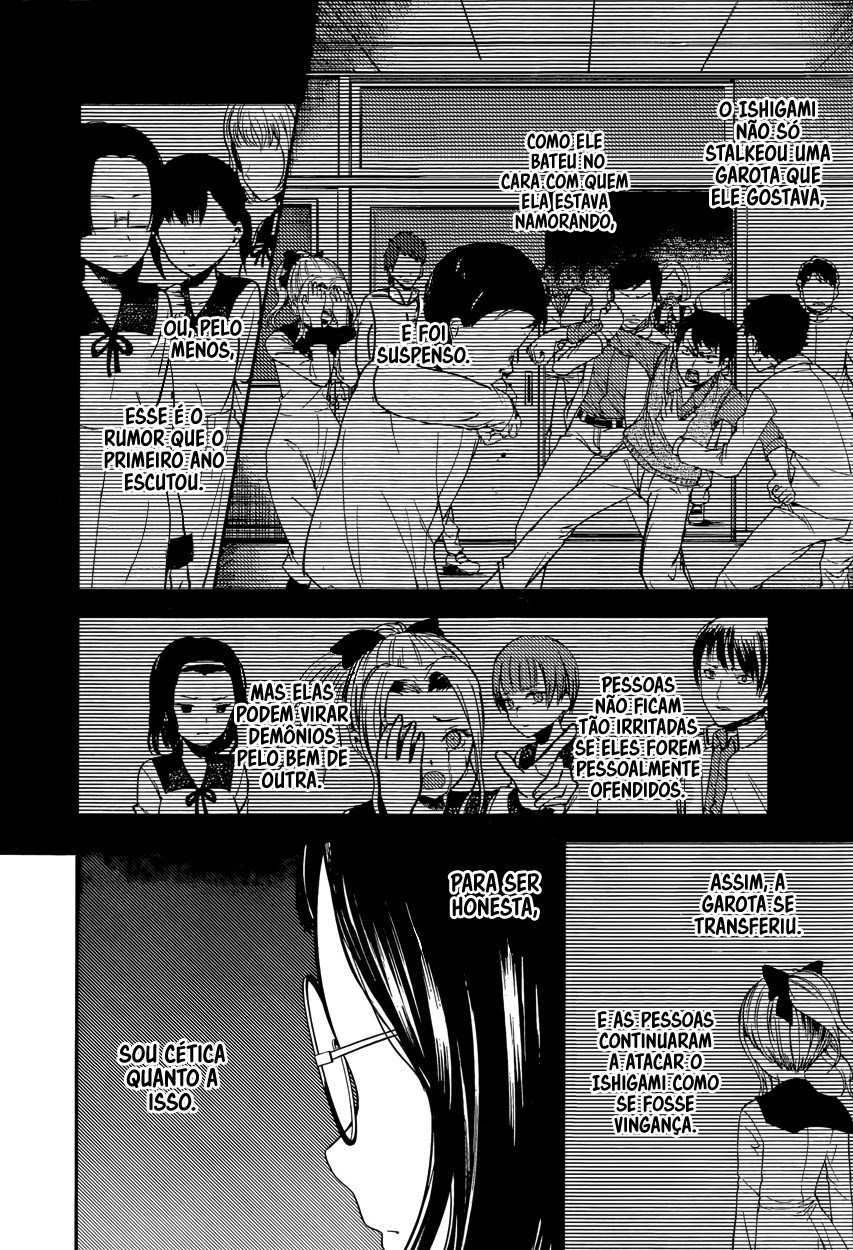 O ISHIGAMI
NÃO SÓ
STALKEOU UMA
GAROTA QUE
ELE GOSTAVA,
COMO ELE
BATEU NO
CARA COM QUEM
ELA ESTAVA
NAMORANDO,
E FOI
SUSPENSO.
OU, PELO
MENOS,
ESSE É O
RUMOR QUE O
PRIMEIRO ANO
ESCUTOU.
PESSOAS
NÃO FICAM
TÃO IRRITADAS
SE ELES FOREM
PESSOALMENTE
OFENDIDOS.
MAS ELAS
PODEM VIRAR
DEMÔNIOS
PELO BEM DE
OUTRA.
ASSIM, A
GAROTA SE
TRANSFERIU.
E AS PESSOAS
CONTINUARAM
A ATACAR O
ISHIGAMI COMO
SE FOSSE
VINGANÇA.
PARA SER
HONESTA,
SOU CÉTICA
QUANTO A
ISSO.